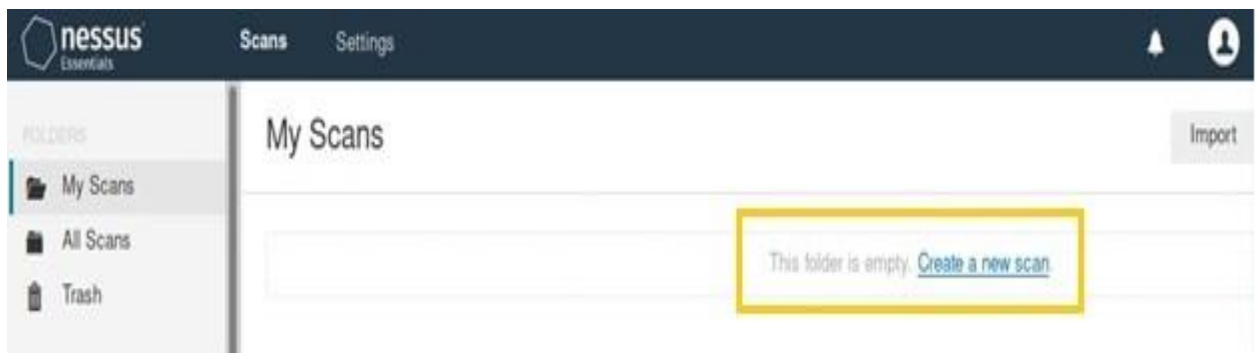 nessus
Essentials
Scans
Settings
FOLDERS
My Scans
All Scans
Trash
My Scans
Import
This folder is empty. Create a new scan.